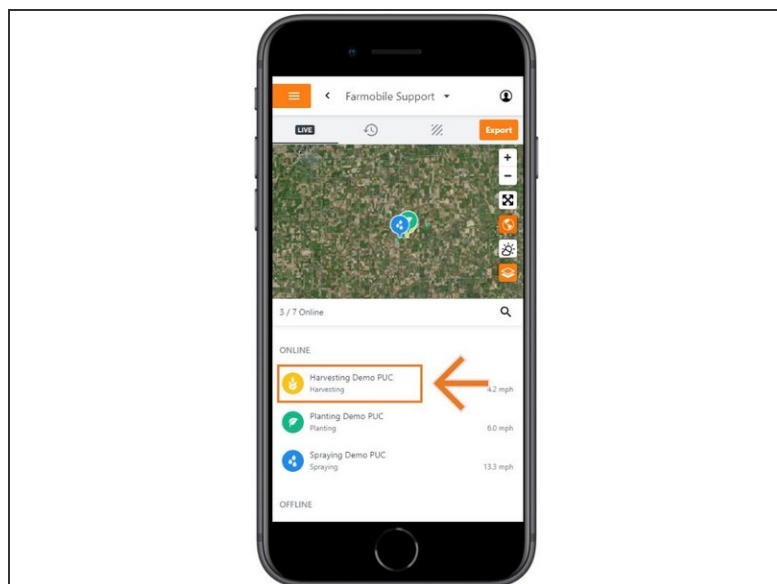 Farmobile Support
LIVE
Export
+
-
3 / 7 Online
ONLINE
Harvesting Demo PUC
Harvesting
4.2 mph
Planting Demo PUC
Planting
6.0 mph
Spraying Demo PUC
Spraying
13.3 mph
OFFLINE